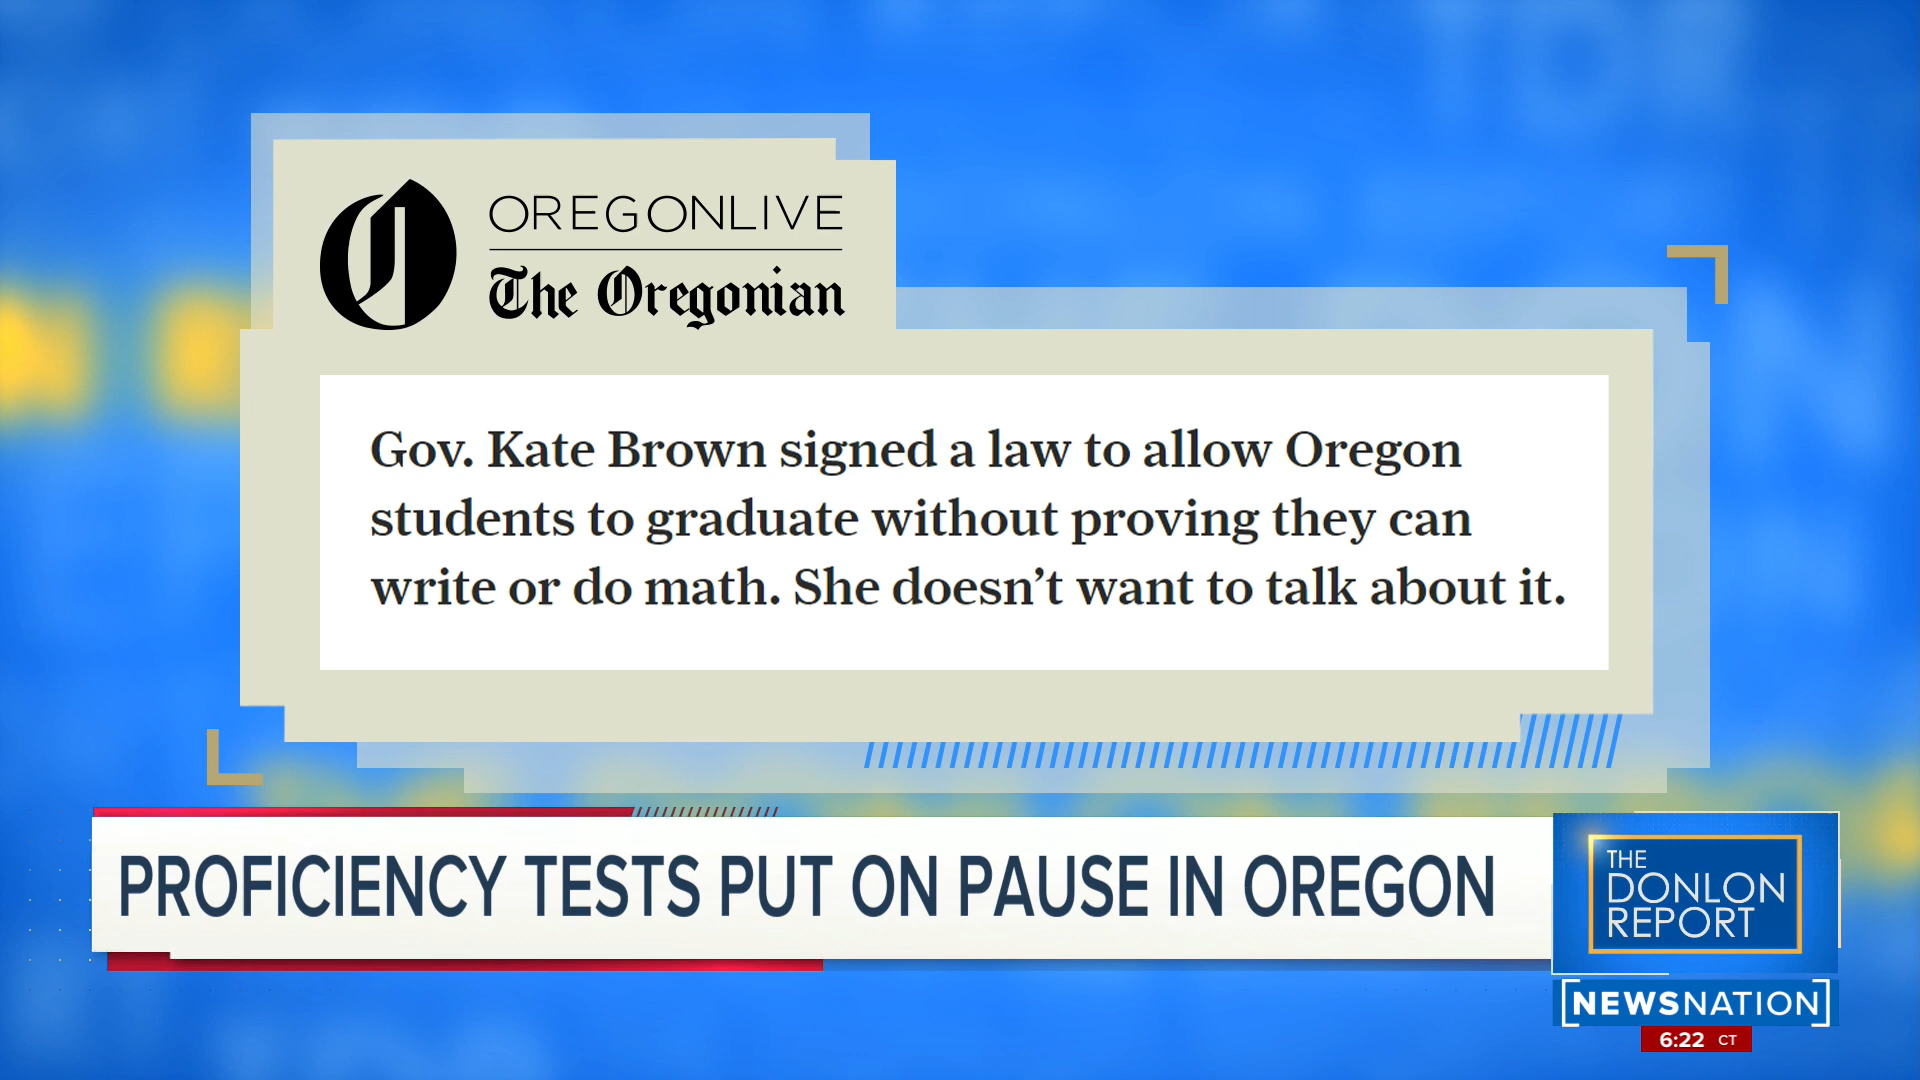 OREGONLIVE
The Oregonian
Gov. Kate Brown signed a law to allow Oregon
students to graduate without proving they can
write or do math. She doesn’t want to talk about it.
PROFICIENCY TESTS PUT ON PAUSE IN OREGON
THE
DONLON
REPORT
[NEWSNATION]
6:22 CT